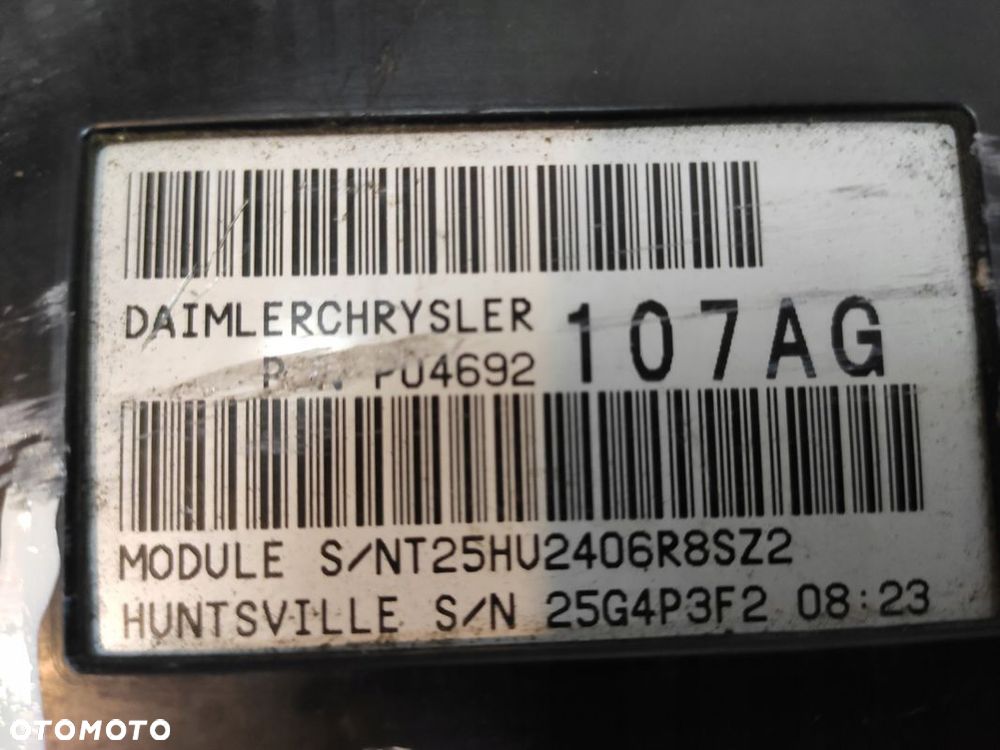 DAIMLERCHRYSLER 107AG
P04692
MODULE S/NT25HU2406R8SZ2
HUNTSVILLE S/N 25G4P3F2 08:23
OTOMOTO